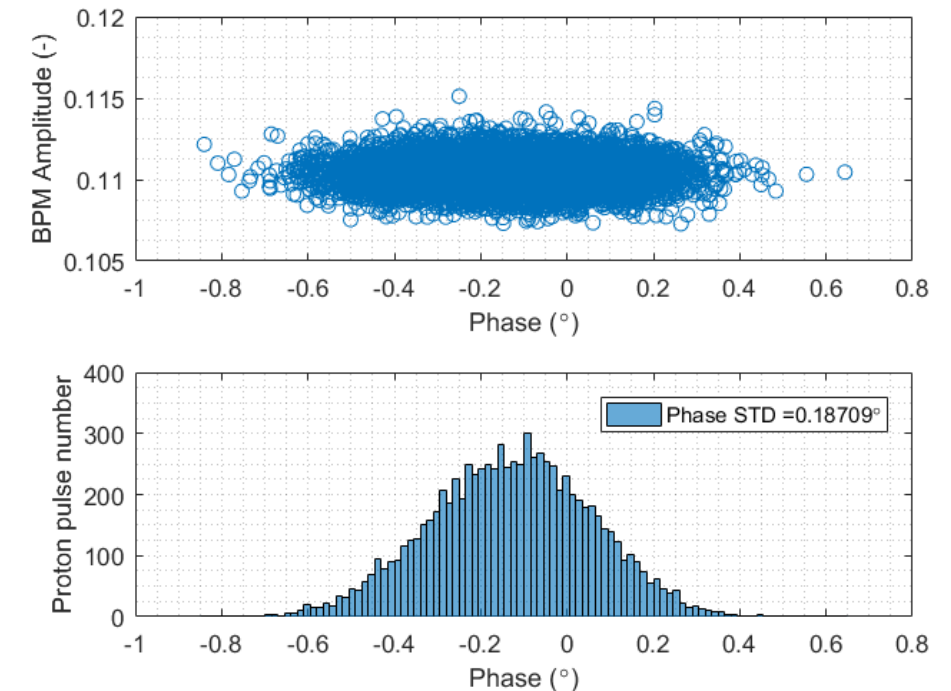 0.12
0.115
0.11
0.105
BPM Amplitude (-)
-1 -0.8 -0.6 -0.4 -0.2 0 0.2 0.4 0.6 0.8
Phase (°)
400
300
200
100
0
Proton pulse number
Phase STD =0.18709°
-1 -0.8 -0.6 -0.4 -0.2 0 0.2 0.4 0.6 0.8
Phase (°)